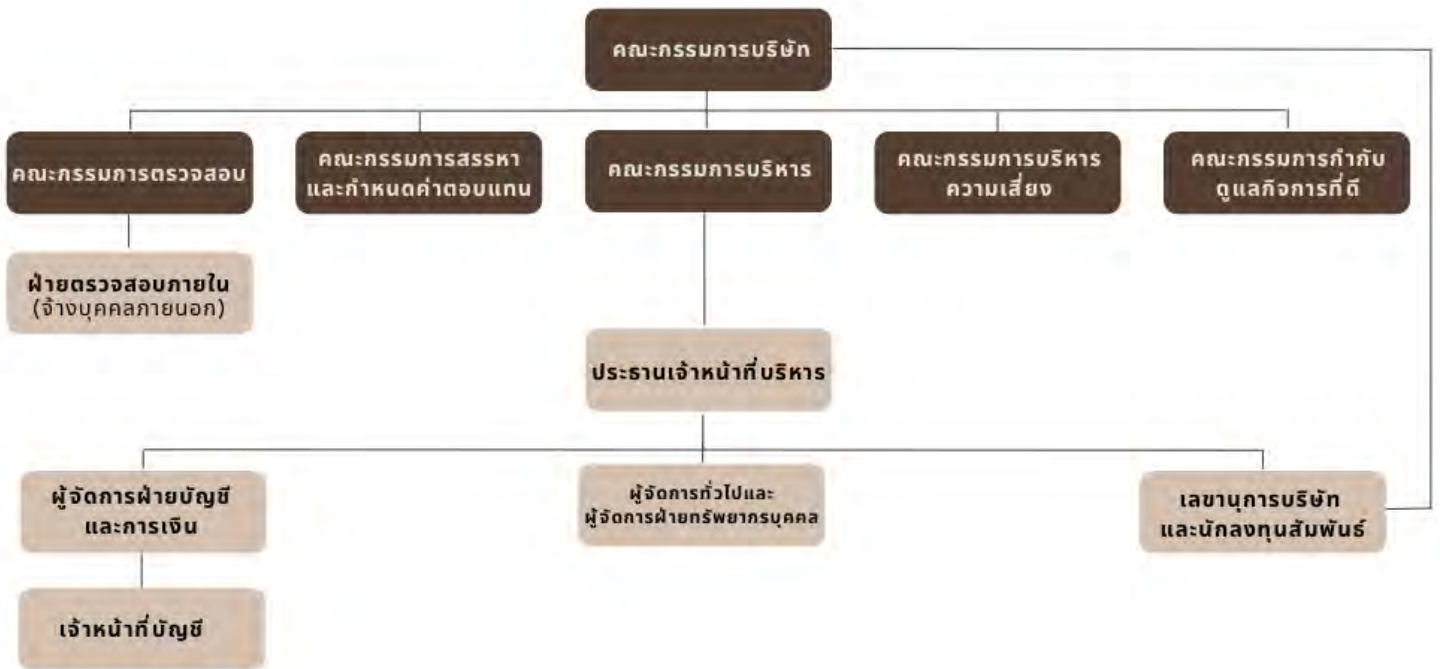 คณะกรรมการบริษัท
คณะกรรมการตรวจสอบ
คณะกรรมการสรรหา
และกำหนดค่าตอบแทน
คณะกรรมการบริหาร
คณะกรรมการบริหาร
ความเสี่ยง
คณะกรรมการกำกับ
ดูแลกิจการที่ดี
ฝ่ายตรวจสอบภายใน
(จ้างบุคคลภายนอก)
ประธานเจ้าหน้าที่บริหาร
ผู้จัดการฝ่ายบัญชี
และการเงิน
ผู้จัดการทั่วไปและ
ผู้จัดการฝ่ายทรัพยากรบุคคล
เลขานุการบริษัท
และนักลงทุนสัมพันธ์
เจ้าหน้าที่บัญชี